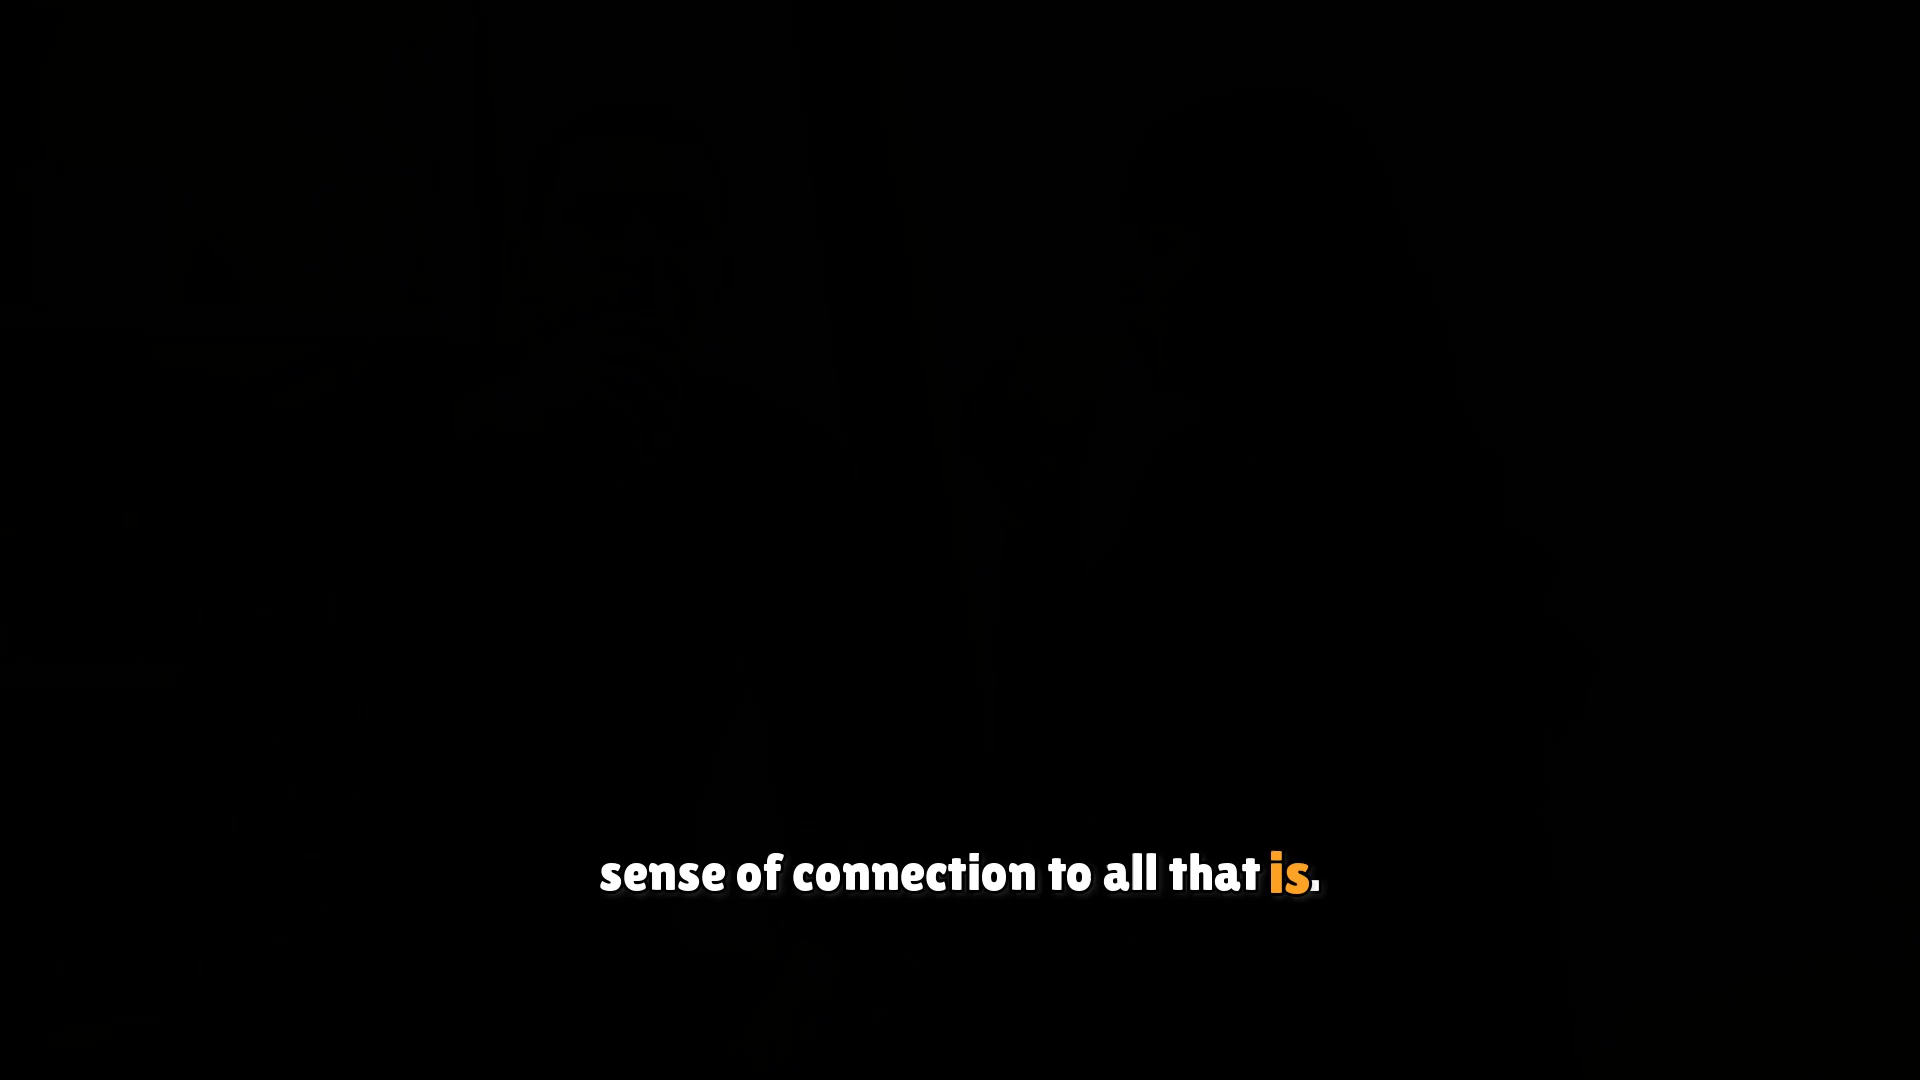 sense of connection to all that is.